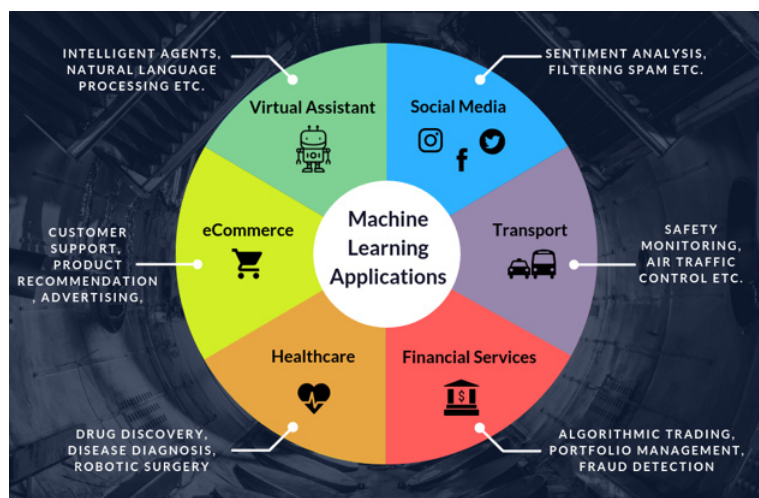 INTELLIGENT AGENTS,
NATURAL LANGUAGE
PROCESSING ETC.
SENTIMENT ANALYSIS,
FILTERING SPAM ETC.
Virtual Assistant
Social Media
CUSTOMER
SUPPORT,
PRODUCT
RECOMMENDATION
, ADVERTISING,
eCommerce
Machine
Learning
Applications
Transport
SAFETY
MONITORING,
AIR TRAFFIC
CONTROL ETC.
Healthcare
Financial Services
$
DRUG DISCOVERY,
DISEASE DIAGNOSIS,
ROBOTIC SURGERY
ALGORITHMIC TRADING,
PORTFOLIO MANAGEMENT,
FRAUD DETECTION